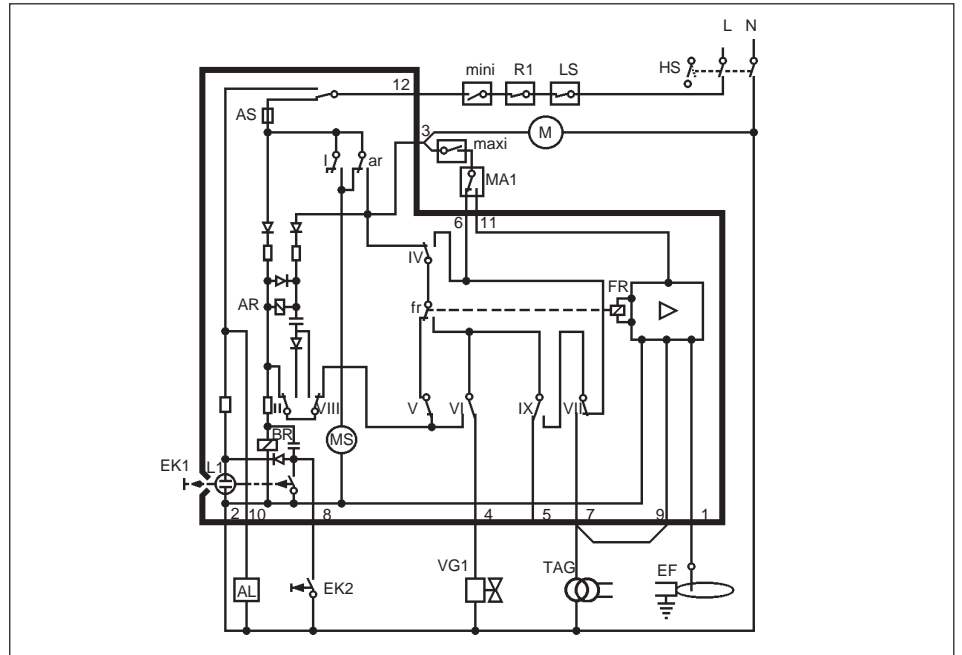 L N
HS
mini R1 LS
12
AS
3
M
maxi
I ar
MA1
6 11
IV
FR
fr
AR
II VIII V VI IX VII
BR MS
EK1 L1
2 10 8 4 5 7 9 1
VG1 TAG EF
AL EK2